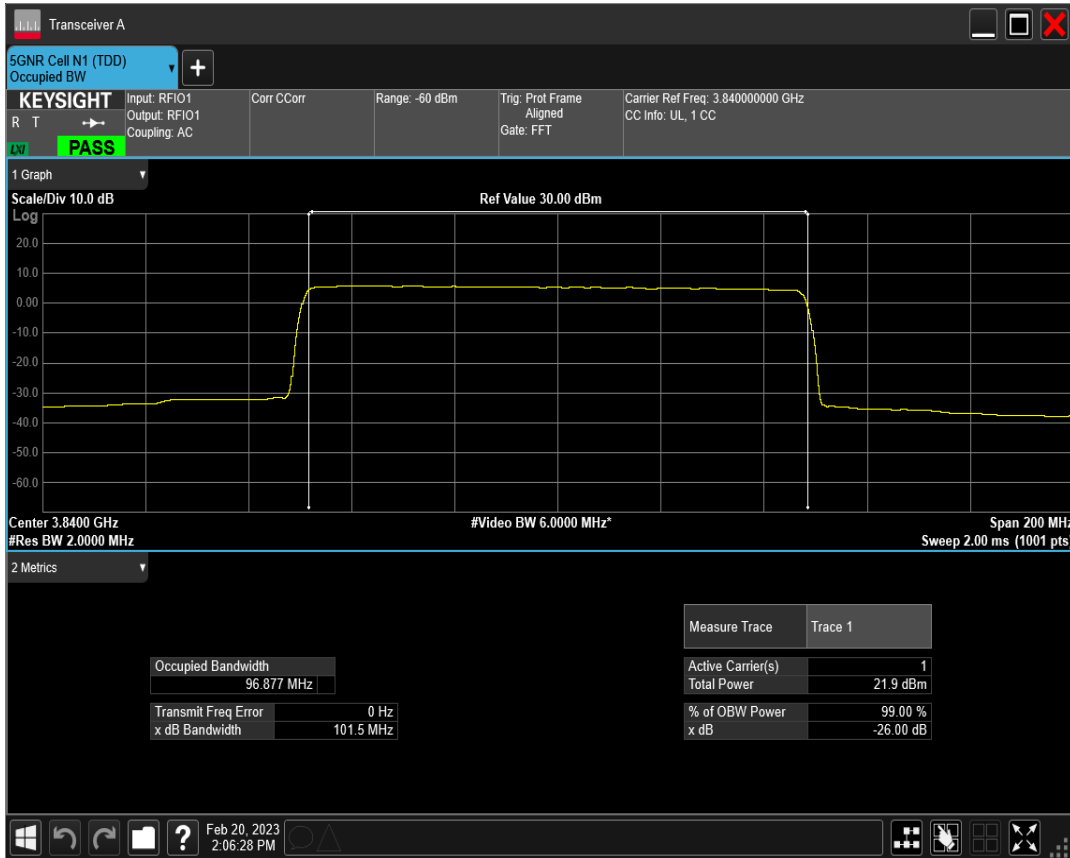 Transceiver A
5GNR Cell N1 (TDD)
Occupied BW
+
KEYSIGHT
R T
LXI
PASS
Input: RFIO1
Output: RFIO1
Coupling: AC
Corr CCorr
Range: -60 dBm
Trig: Prot Frame
Aligned
Gate: FFT
Carrier Ref Freq: 3.840000000 GHz
CC Info: UL, 1 CC
1 Graph
Scale/Div 10.0 dB
Ref Value 30.00 dBm
Log
20.0
10.0
0.00
-10.0
-20.0
-30.0
-40.0
-50.0
-60.0
Center 3.8400 GHz
#Video BW 6.0000 MHz*
Span 200 MHz
#Res BW 2.0000 MHz
Sweep 2.00 ms (1001 pts)
2 Metrics
Measure Trace Trace 1
Occupied Bandwidth
96.877 MHz
Active Carrier(s) 1
Total Power 21.9 dBm
Transmit Freq Error 0 Hz
x dB Bandwidth 101.5 MHz
% of OBW Power 99.00 %
x dB -26.00 dB
?
Feb 20, 2023
2:06:28 PM